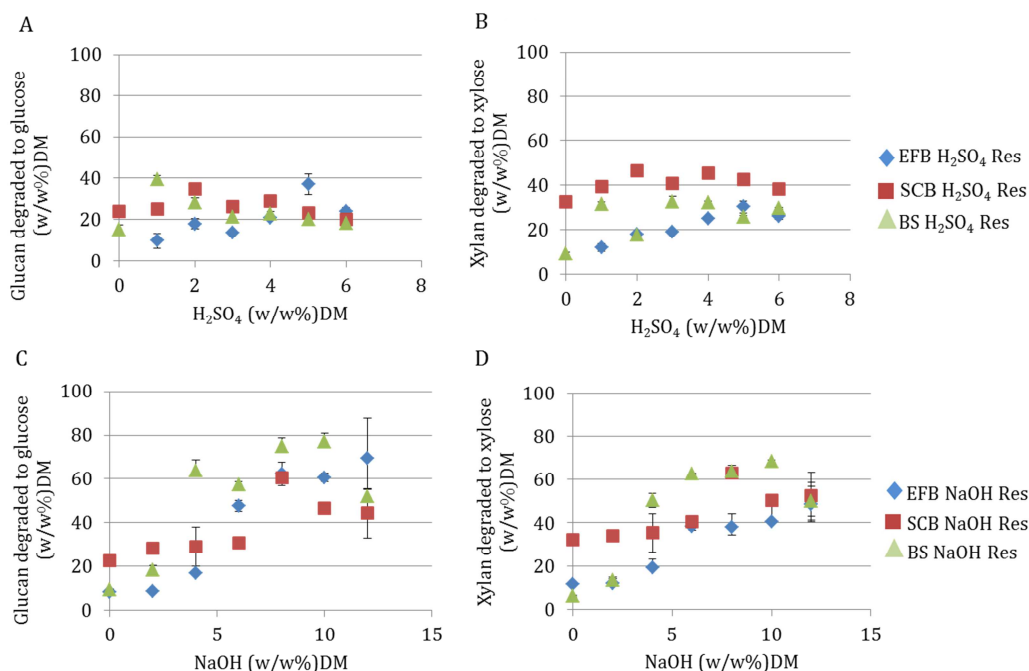 A
Glucan degraded to glucose
(w/w%)DM
100
80
60
40
20
0
0 2 4 6 8
H₂SO₄ (w/w%)DM
B
Xylan degraded to xylose
(w/w%)DM
100
80
60
40
20
0
0 2 4 6 8
H₂SO₄ (w/w%)DM
EFB H₂SO₄ Res
SCB H₂SO₄ Res
BS H₂SO₄ Res
C
Glucan degraded to glucose
(w/w%)DM
100
80
60
40
20
0
0 5 10 15
NaOH (w/w%)DM
D
Xylan degraded to xylose
(w/w%)DM
100
80
60
40
20
0
0 5 10 15
NaOH (w/w%)DM
EFB NaOH Res
SCB NaOH Res
BS NaOH Res